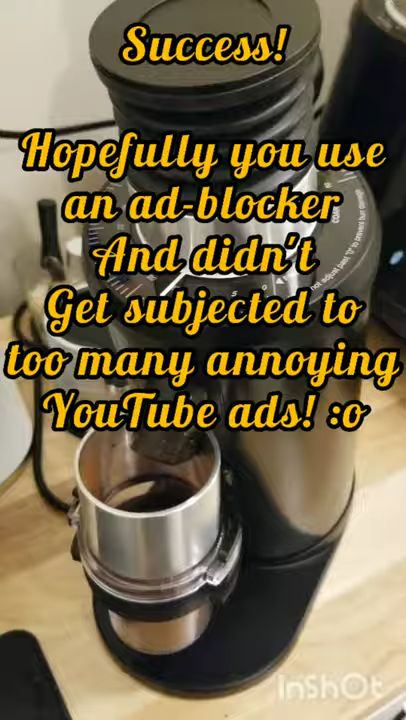 Success!
Hopefully you use
an ad-blocker
And didn't
Get subjected to
too many annoying
YouTube ads! :o
InShOt